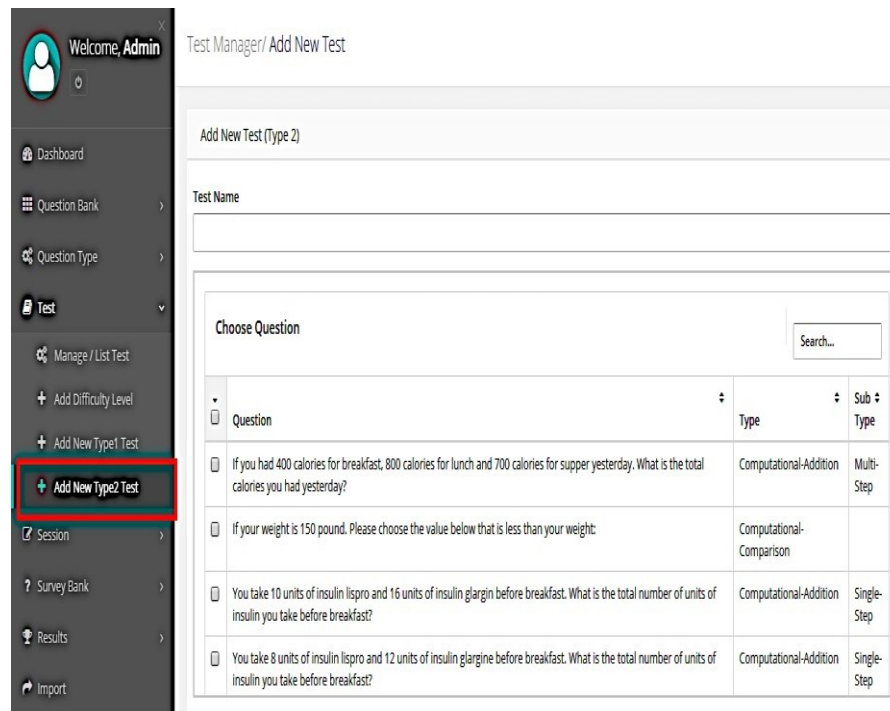 x
Welcome, Admin
Dashboard
Question Bank
Question Type
Test
Manage / List Test
Add Difficulty Level
Add New Type1 Test
Add New Type2 Test
Session
? Survey Bank
Results
Import
Test Manager/ Add New Test
Add New Test (Type 2)
Test Name
Choose Question
Search...
Question
Type
Sub
Type
If you had 400 calories for breakfast, 800 calories for lunch and 700 calories for supper yesterday. What is the total
calories you had yesterday?
Computational-Addition
Multi-
Step
If your weight is 150 pound. Please choose the value below that is less than your weight:
Computational-
Comparison
You take 10 units of insulin lispro and 16 units of insulin glargin before breakfast. What is the total number of units of
insulin you take before breakfast?
Computational-Addition
Single-
Step
You take 8 units of insulin lispro and 12 units of insulin glargine before breakfast. What is the total number of units of
insulin you take before breakfast?
Computational-Addition
Single-
Step